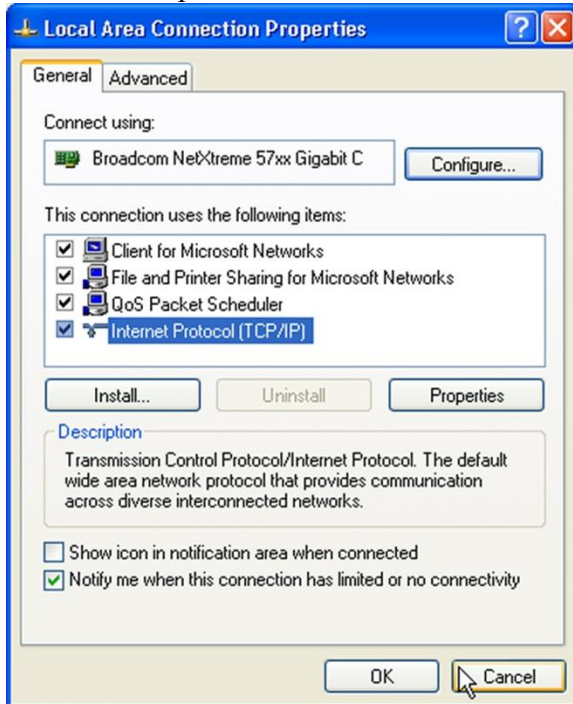 Local Area Connection Properties
General Advanced
Connect using:
Broadcom NetXtreme 57xx Gigabit C Configure...
This connection uses the following items:
Client for Microsoft Networks
File and Printer Sharing for Microsoft Networks
QoS Packet Scheduler
Internet Protocol (TCP/IP)
Install... Uninstall Properties
Description
Transmission Control Protocol/Internet Protocol. The default
wide area network protocol that provides communication
across diverse interconnected networks.
Show icon in notification area when connected
Notify me when this connection has limited or no connectivity
OK Cancel